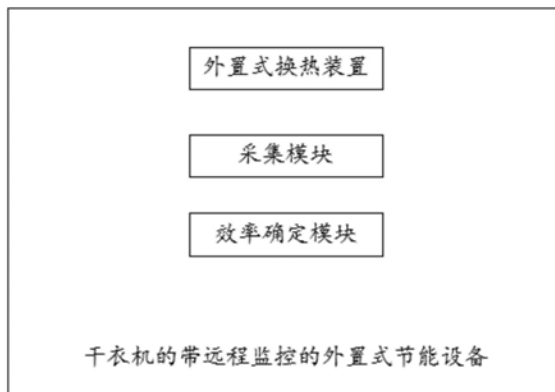 外置式换热装置
采集模块
效率确定模块
干衣机的带远程监控的外置式节能设备